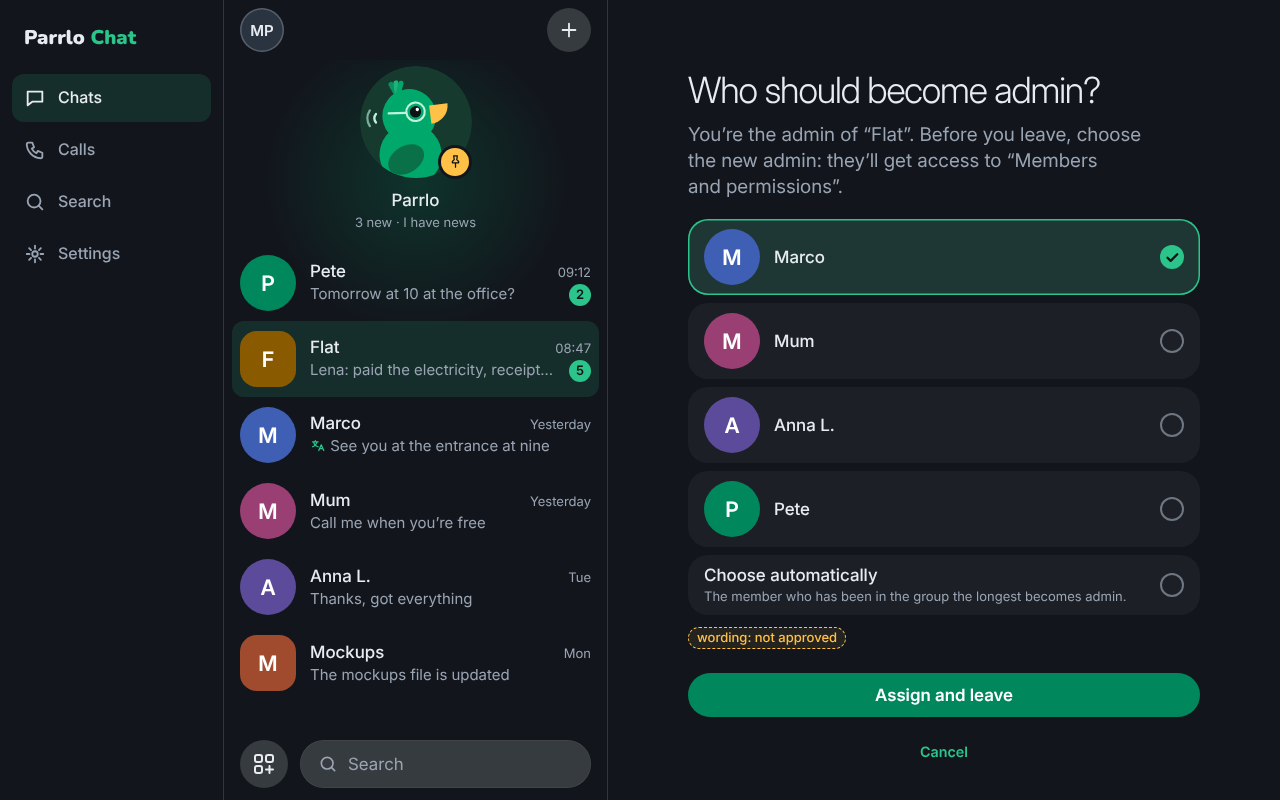 Parrlo Chat
Chats
Calls
Search
Settings
MP
Parrlo
3 new · I have news
P
Pete
09:12
Tomorrow at 10 at the office?
2
F
Flat
08:47
Lena: paid the electricity, receipt…
5
M
Marco
Yesterday
See you at the entrance at nine
M
Mum
Yesterday
Call me when you’re free
A
Anna L.
Tue
Thanks, got everything
M
Mockups
Mon
The mockups file is updated
Search
Who should become admin?
You’re the admin of “Flat”. Before you leave, choose
the new admin: they’ll get access to “Members
and permissions”.
M
Marco
M
Mum
A
Anna L.
P
Pete
Choose automatically
The member who has been in the group the longest becomes admin.
wording: not approved
Assign and leave
Cancel